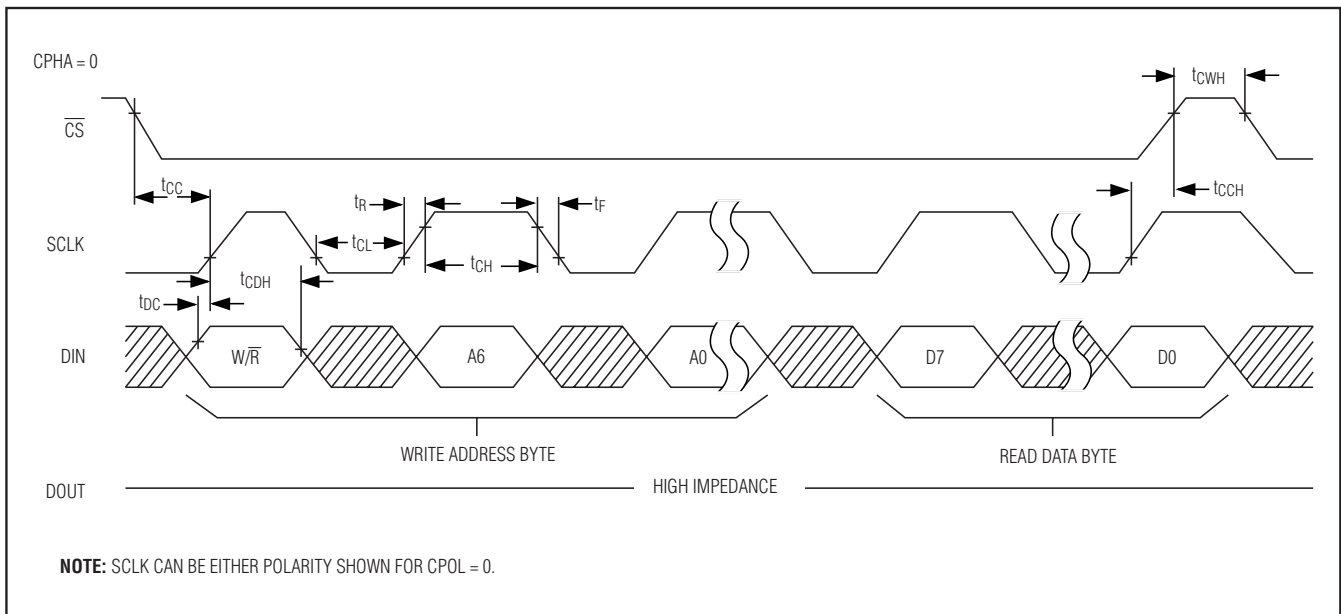 CPHA = 0
tCWH
C̅S̅
tCC
tCCH
tR
tF
SCLK
tCL
tCH
tCDH
tDC
DIN
W/R̅
A6
A0
D7
D0
WRITE ADDRESS BYTE
READ DATA BYTE
DOUT
HIGH IMPEDANCE
NOTE: SCLK CAN BE EITHER POLARITY SHOWN FOR CPOL = 0.